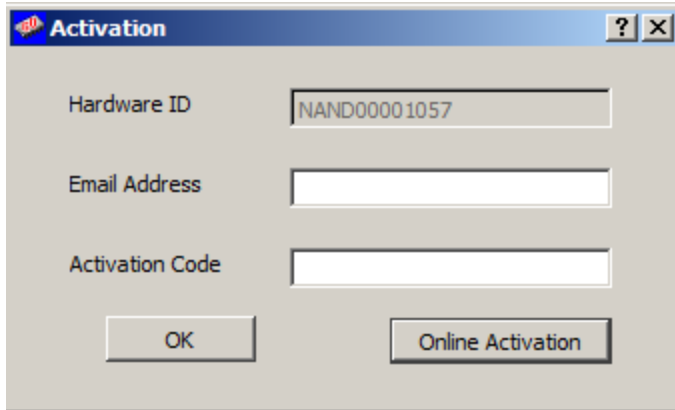 Activation
Hardware ID NAND00001057
Email Address
Activation Code
OK Online Activation